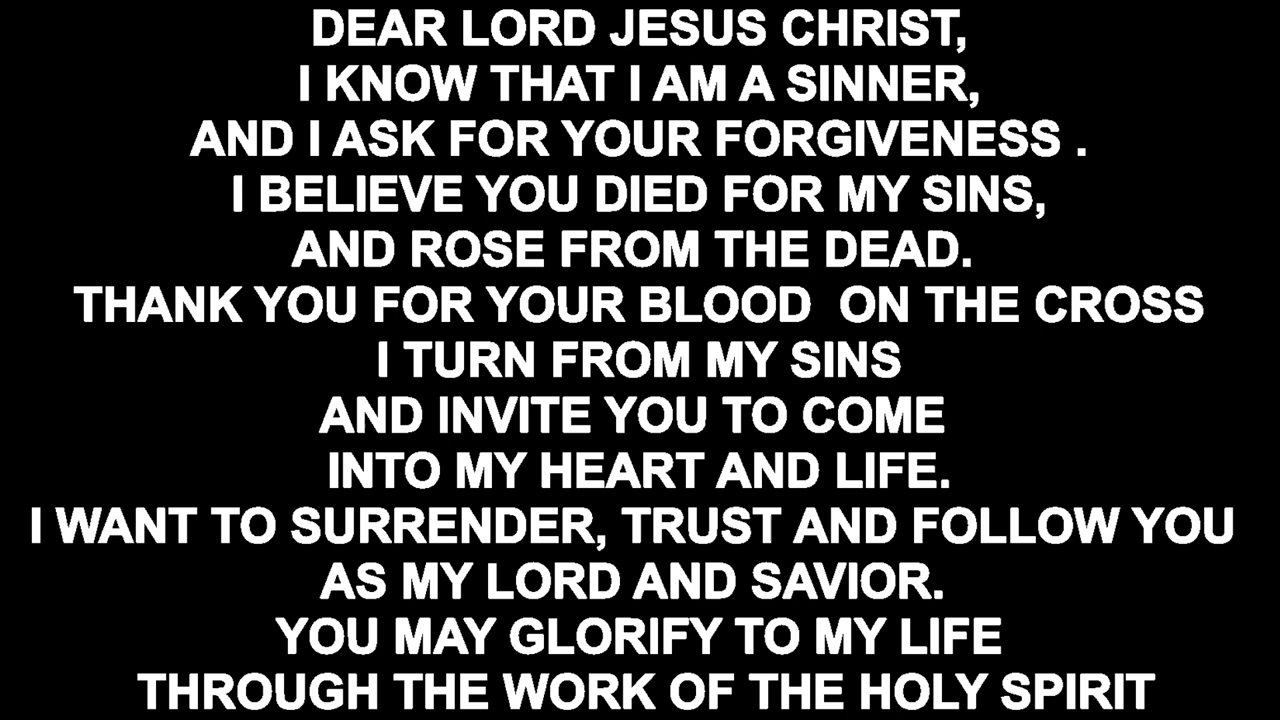 DEAR LORD JESUS CHRIST,
I KNOW THAT I AM A SINNER,
AND I ASK FOR YOUR FORGIVENESS .
I BELIEVE YOU DIED FOR MY SINS,
AND ROSE FROM THE DEAD.
THANK YOU FOR YOUR BLOOD  ON THE CROSS
I TURN FROM MY SINS
AND INVITE YOU TO COME
INTO MY HEART AND LIFE.
I WANT TO SURRENDER, TRUST AND FOLLOW YOU
AS MY LORD AND SAVIOR.
YOU MAY GLORIFY TO MY LIFE
THROUGH THE WORK OF THE HOLY SPIRIT